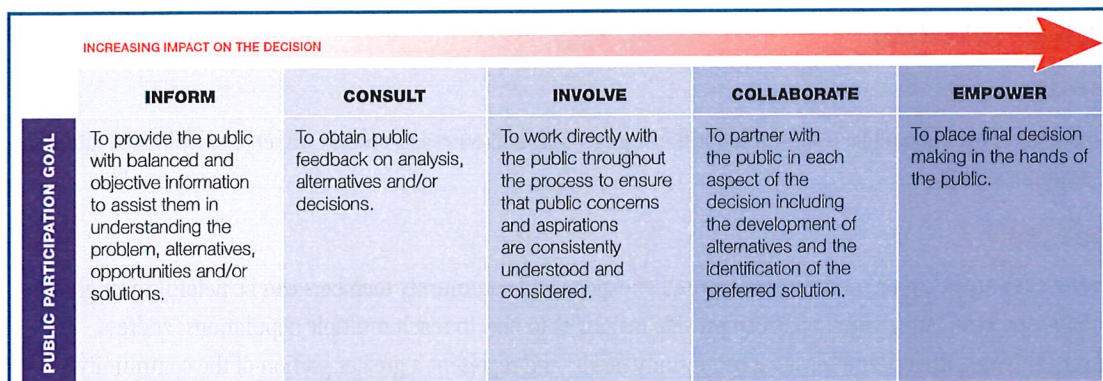 INCREASING IMPACT ON THE DECISION
INFORM
CONSULT
INVOLVE
COLLABORATE
EMPOWER
PUBLIC PARTICIPATION GOAL
To provide the public
with balanced and
objective information
to assist them in
understanding the
problem, alternatives,
opportunities and/or
solutions.
To obtain public
feedback on analysis,
alternatives and/or
decisions.
To work directly with
the public throughout
the process to ensure
that public concerns
and aspirations
are consistently
understood and
considered.
To partner with
the public in each
aspect of the
decision including
the development of
alternatives and the
identification of the
preferred solution.
To place final decision
making in the hands of
the public.